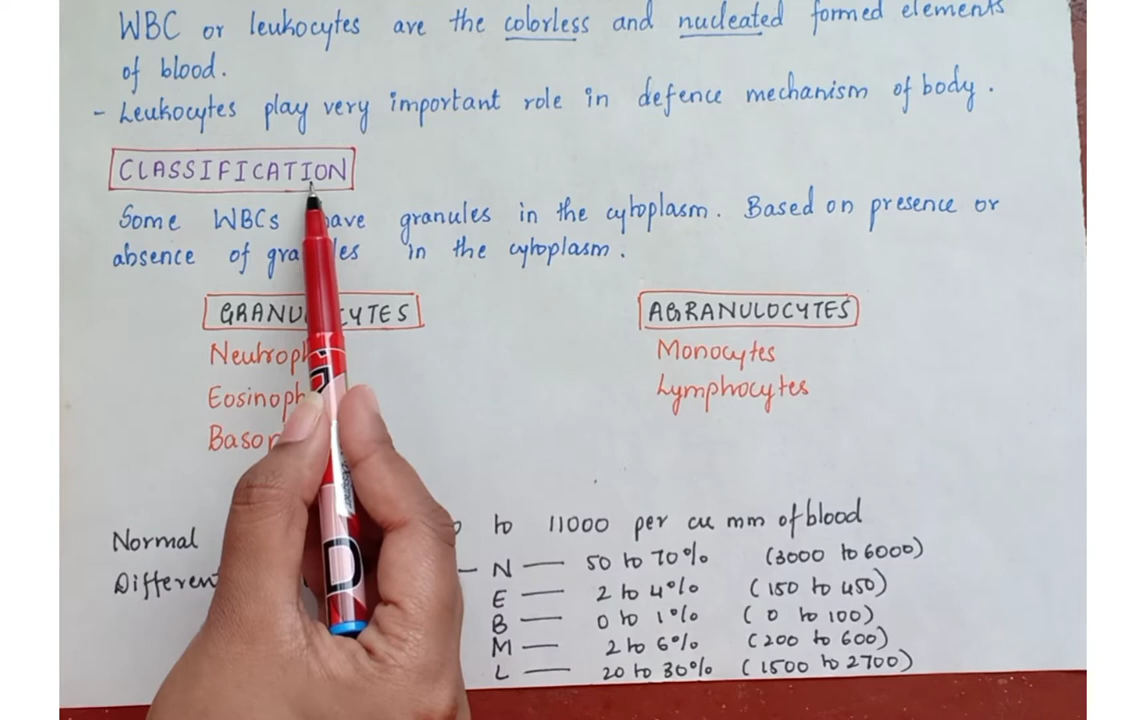 WBC or leukocytes are the colorless and nucleated formed elements
of blood.
- Leukocytes play very important role in defence mechanism of body.
CLASSIFICATION
Some WBCs have granules in the cytoplasm. Based on presence or
absence of granules in the cytoplasm.
GRANULOCYTES AGRANULOCYTES
Monocytes
Lymphocytes
Normal to 11000 per cu mm of blood
— N — 50 to 70% (3000 to 6000)
E — 2 to 4% (150 to 450)
B — 0 to 1% (0 to 100)
M — 2 to 6% (200 to 600)
L — 20 to 30% (1500 to 2700)